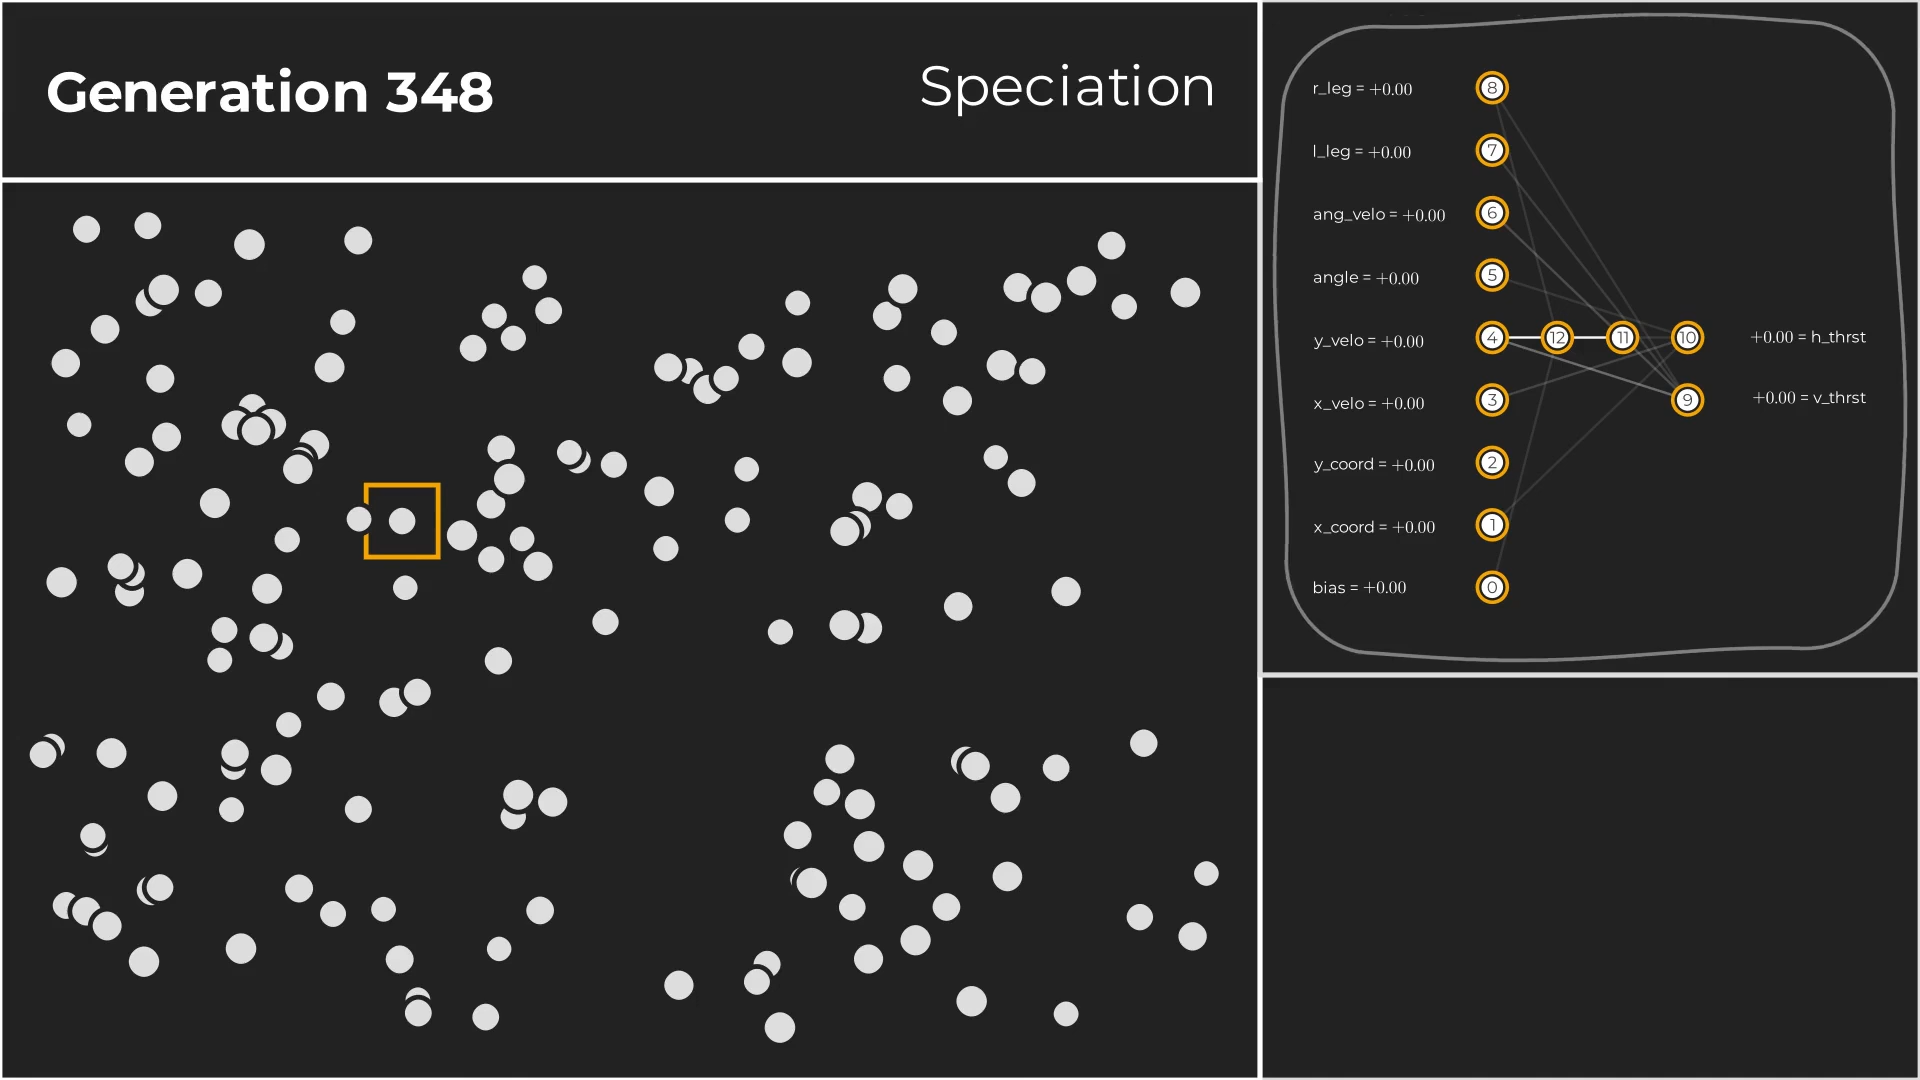 Generation 348
Speciation
r_leg = +0.00
8
l_leg = +0.00
7
ang_velo = +0.00
6
angle = +0.00
5
y_velo = +0.00
4
12
11
10
+0.00 = h_thrst
x_velo = +0.00
3
9
+0.00 = v_thrst
y_coord = +0.00
2
x_coord = +0.00
1
bias = +0.00
0